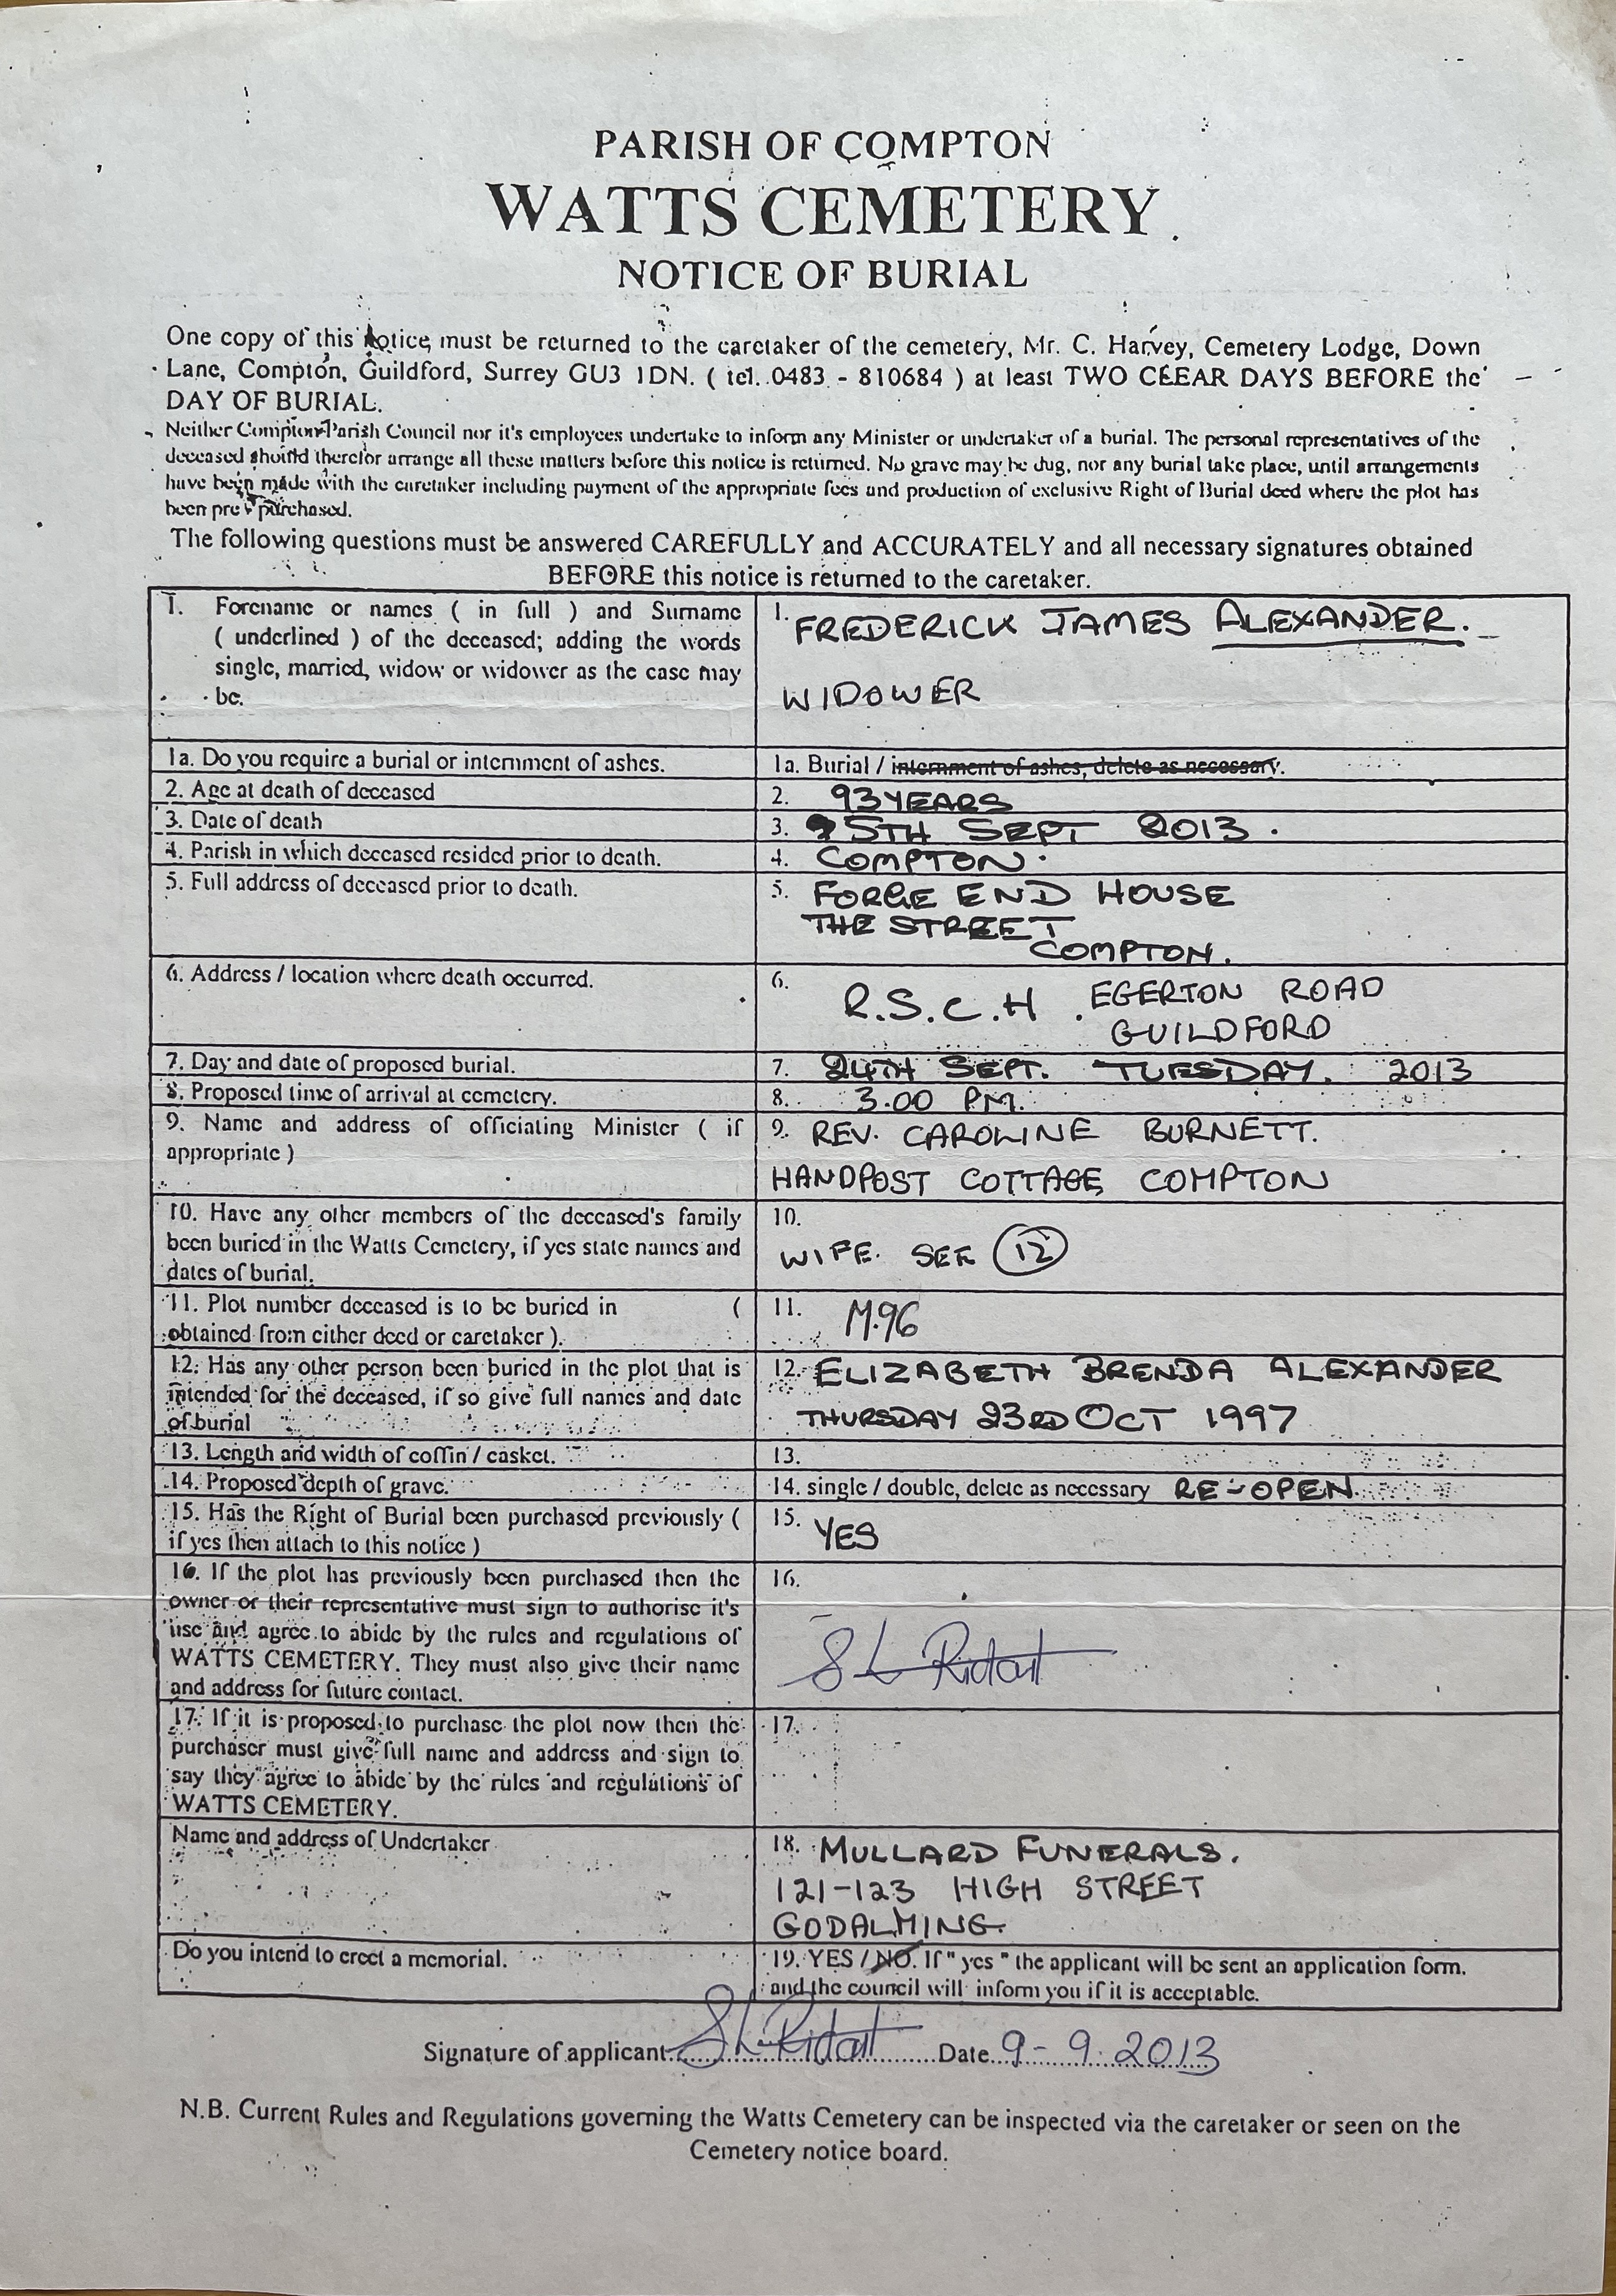 PARISH OF COMPTON
WATTS CEMETERY
NOTICE OF BURIAL
One copy of this notice must be returned to the caretaker of the cemetery, Mr. C. Harvey, Cemetery Lodge, Down
Lane, Compton, Guildford, Surrey GU3 1DN. ( tel. 0483 - 810684 ) at least TWO CLEAR DAYS BEFORE the
DAY OF BURIAL.
Neither Compton Parish Council nor it's employees undertake to inform any Minister or undertaker of a burial. The personal representatives of the
deceased should therefor arrange all these matters before this notice is returned. No grave may be dug, nor any burial take place, until arrangements
have been made with the caretaker including payment of the appropriate fees and production of exclusive Right of Burial deed where the plot has
been pre - purchased.
The following questions must be answered CAREFULLY and ACCURATELY and all necessary signatures obtained
BEFORE this notice is returned to the caretaker.
1. Forename or names ( in full ) and Surname
( underlined ) of the deceased; adding the words
single, married, widow or widower as the case may
be.
1. FREDERICK JAMES ALEXANDER.
WIDOWER
1a. Do you require a burial or internment of ashes.
1a. Burial / internment of ashes, delete as necessary.
2. Age at death of deceased
2. 93 YEARS
3. Date of death
3. 5TH SEPT 2013.
4. Parish in which deceased resided prior to death.
4. COMPTON.
5. Full address of deceased prior to death.
5. FORGE END HOUSE
THE STREET
COMPTON.
6. Address / location where death occurred.
6. R.S.C.H. EGERTON ROAD
GUILDFORD
7. Day and date of proposed burial.
7. 24TH SEPT. TUESDAY. 2013
8. Proposed time of arrival at cemetery.
8. 3.00 PM.
9. Name and address of officiating Minister ( if
appropriate )
9. REV. CAROLINE BURNETT.
HANDPOST COTTAGE COMPTON
10. Have any other members of the deceased's family
been buried in the Watts Cemetery, if yes state names and
dates of burial.
10.
WIFE. SEE 12
11. Plot number deceased is to be buried in (
obtained from either deed or caretaker ).
11. M.96
12. Has any other person been buried in the plot that is
intended for the deceased, if so give full names and date
of burial
12. ELIZABETH BRENDA ALEXANDER
THURSDAY 23RD OCT 1997
13. Length and width of coffin / casket.
13.
14. Proposed depth of grave.
14. single / double, delete as necessary RE-OPEN
15. Has the Right of Burial been purchased previously (
if yes then attach to this notice )
15. YES
16. If the plot has previously been purchased then the
owner or their representative must sign to authorise it's
use and agree to abide by the rules and regulations of
WATTS CEMETERY. They must also give their name
and address for future contact.
16.
17. If it is proposed to purchase the plot now then the
purchaser must give full name and address and sign to
say they agree to abide by the rules and regulations of
WATTS CEMETERY.
17.
Name and address of Undertaker
18. MULLARD FUNERALS.
121-123 HIGH STREET
GODALMING.
Do you intend to erect a memorial.
19. YES / NO. If " yes " the applicant will be sent an application form.
and the council will inform you if it is acceptable.
Signature of applicant Date 9-9.2013
N.B. Current Rules and Regulations governing the Watts Cemetery can be inspected via the caretaker or seen on the
Cemetery notice board.